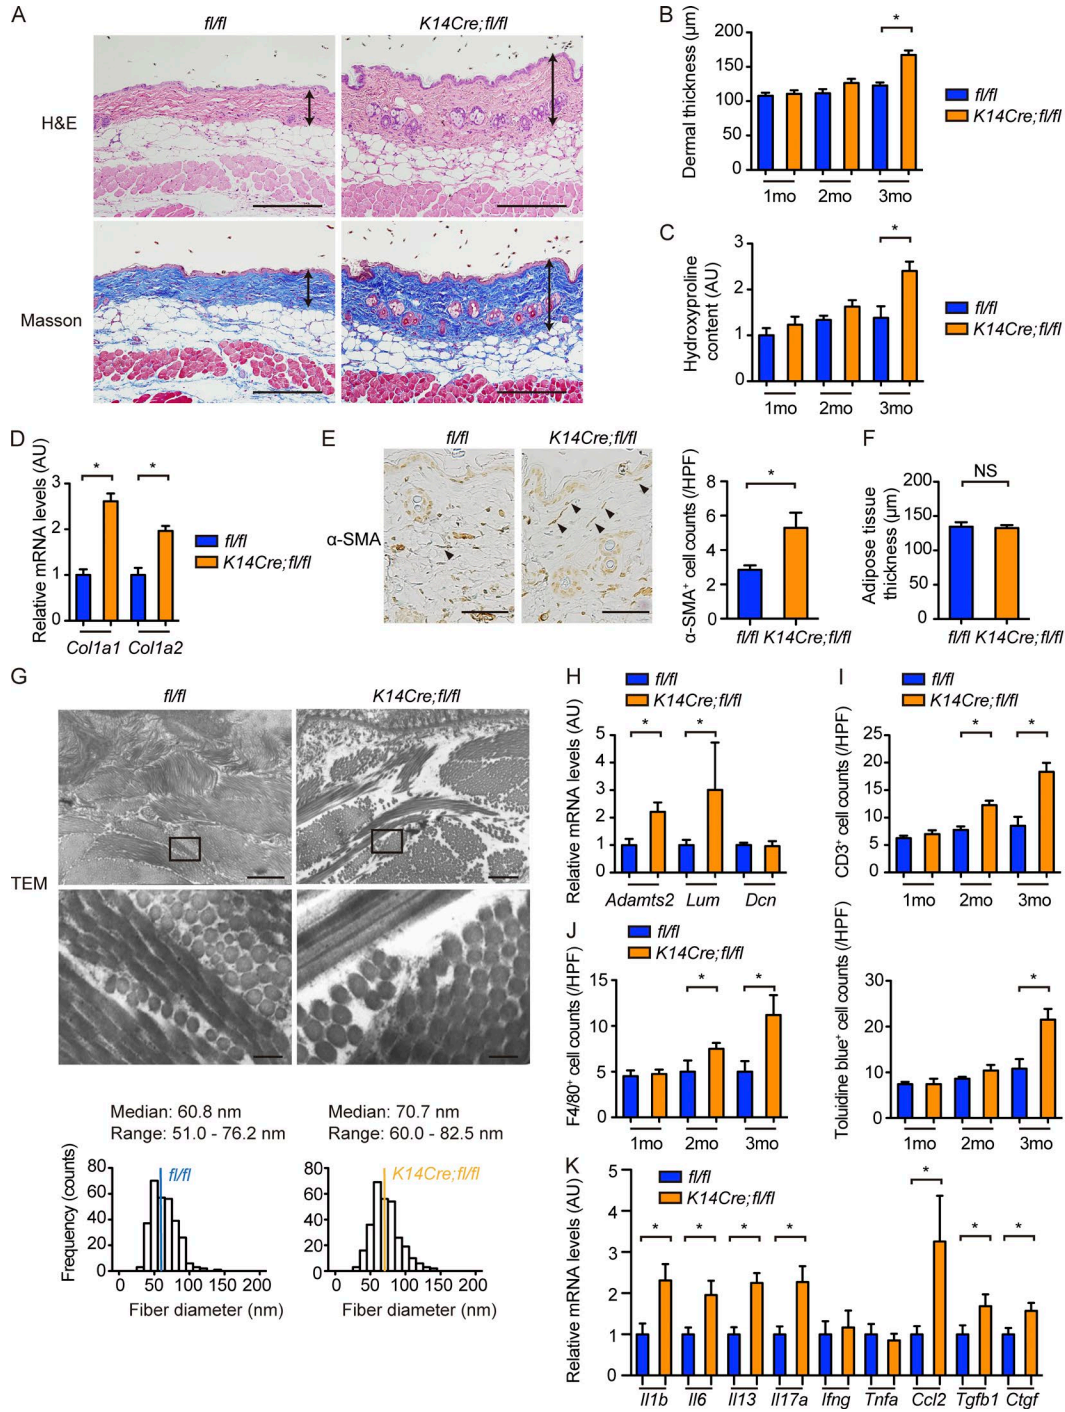 A
fl/fl
K14Cre;fl/fl
H&E
Masson
B
Dermal thickness (μm)
200
150
100
50
0
*
1mo 2mo 3mo
fl/fl
K14Cre;fl/fl
C
Hydroxyproline content (AU)
3
2
1
0
*
1mo 2mo 3mo
fl/fl
K14Cre;fl/fl
D
Relative mRNA levels (AU)
3
2
1
0
* *
Col1a1 Col1a2
fl/fl
K14Cre;fl/fl
E
fl/fl
K14Cre;fl/fl
α-SMA
α-SMA⁺ cell counts (/HPF)
8
6
4
2
0
*
fl/fl K14Cre;fl/fl
F
Adipose tissue thickness (μm)
200
150
100
50
0
NS
fl/fl K14Cre;fl/fl
G
fl/fl
K14Cre;fl/fl
TEM
Median: 60.8 nm
Range: 51.0 - 76.2 nm
Frequency (counts)
80
60
40
20
0
fl/fl
0 50 100 150 200
Fiber diameter (nm)
Median: 70.7 nm
Range: 60.0 - 82.5 nm
80
60
40
20
0
K14Cre;fl/fl
0 50 100 150 200
Fiber diameter (nm)
H
fl/fl
K14Cre;fl/fl
Relative mRNA levels (AU)
5
4
3
2
1
0
* *
Adamts2 Lum Dcn
I
fl/fl
K14Cre;fl/fl
CD3⁺ cell counts (/HPF)
25
20
15
10
5
0
* *
1mo 2mo 3mo
J
fl/fl
K14Cre;fl/fl
F4/80⁺ cell counts (/HPF)
15
10
5
0
* *
1mo 2mo 3mo
Toluidine blue⁺ cell counts (/HPF)
30
20
10
0
*
1mo 2mo 3mo
K
fl/fl
K14Cre;fl/fl
Relative mRNA levels (AU)
5
4
3
2
1
0
* * * * * * *
Il1b Il6 Il13 Il17a Ifng Tnfa Ccl2 Tgfb1 Ctgf